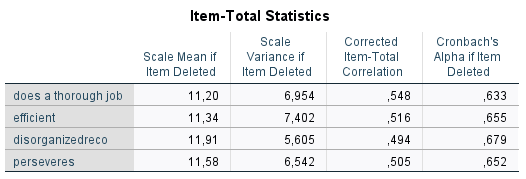 Item-Total Statistics
Scale Mean if Item Deleted Scale Variance if Item Deleted Corrected Item-Total Correlation Cronbach's Alpha if Item Deleted
does a thorough job 11,20 6,954 ,548 ,633
efficient 11,34 7,402 ,516 ,655
disorganizedreco 11,91 5,605 ,494 ,679
perseveres 11,58 6,542 ,505 ,652